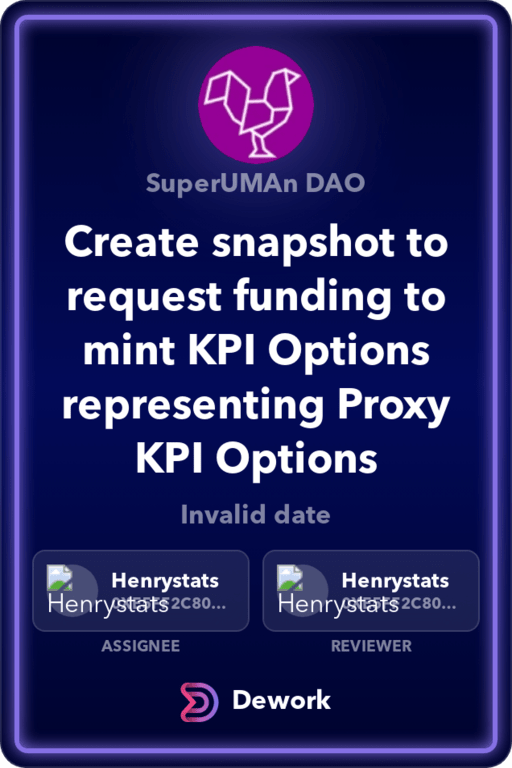 SuperUMAn DAO
Create snapshot to
request funding to
mint KPI Options
representing Proxy
KPI Options
Invalid date
Henrystats
Henrystats
Henrystats
Henrystats
ASSIGNEE
REVIEWER
Dework